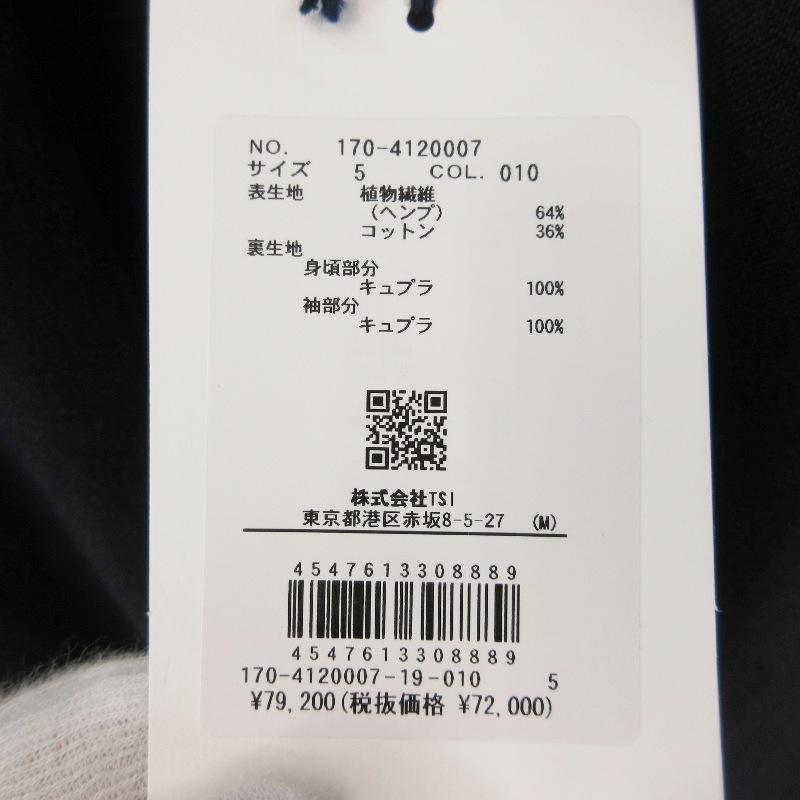 NO. 170-4120007
サイズ 5 COL. 010
表生地 植物繊維
(ヘンプ) 64%
コットン 36%
裏生地
身頃部分
キュプラ 100%
袖部分
キュプラ 100%
株式会社TSI
東京都港区赤坂8-5-27 (M)
4547613308889
4547613308889
170-4120007-19-010 5
¥79,200(税抜価格 ¥72,000)